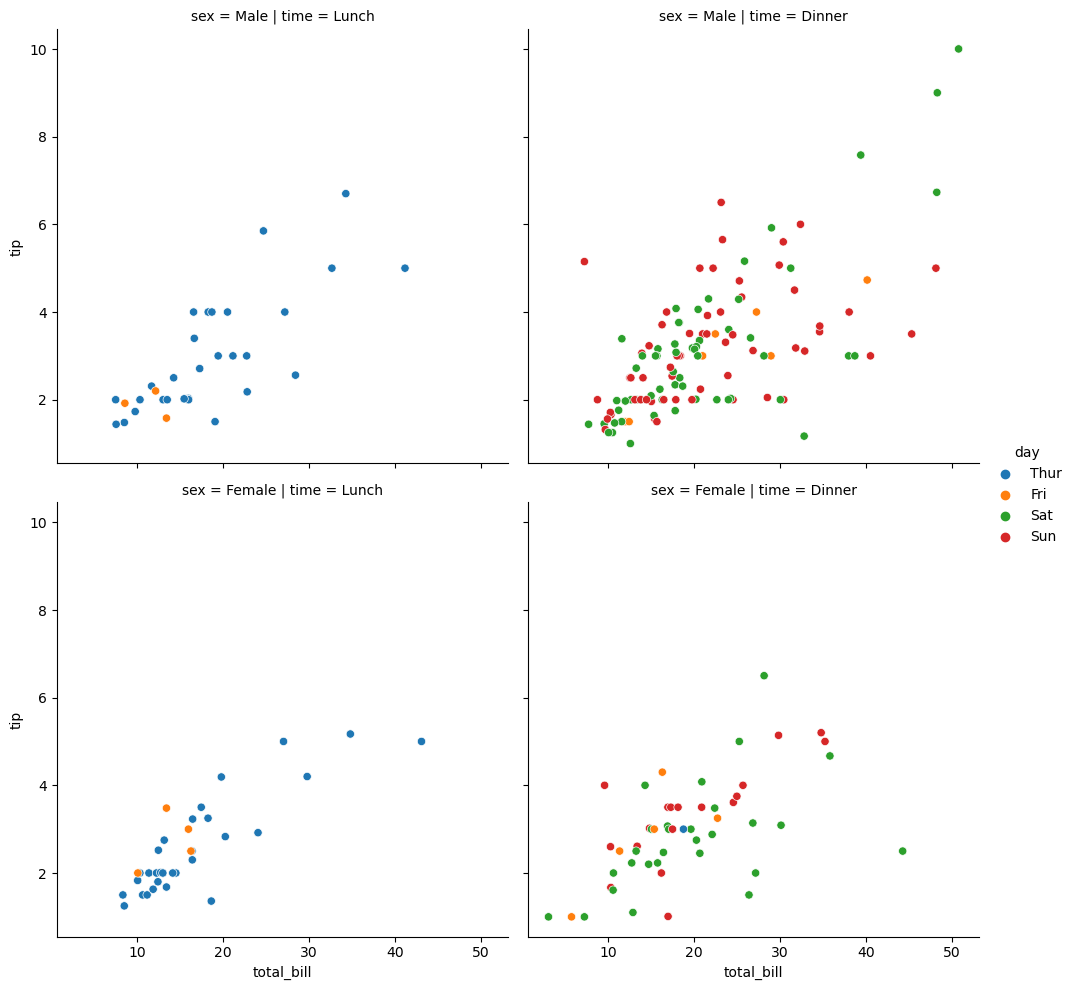 sex = Male | time = Lunch
sex = Male | time = Dinner
10
8
6
4
2
tip
sex = Female | time = Lunch
sex = Female | time = Dinner
10
8
6
4
2
tip
10 20 30 40 50
10 20 30 40 50
total_bill
total_bill
day
Thur
Fri
Sat
Sun